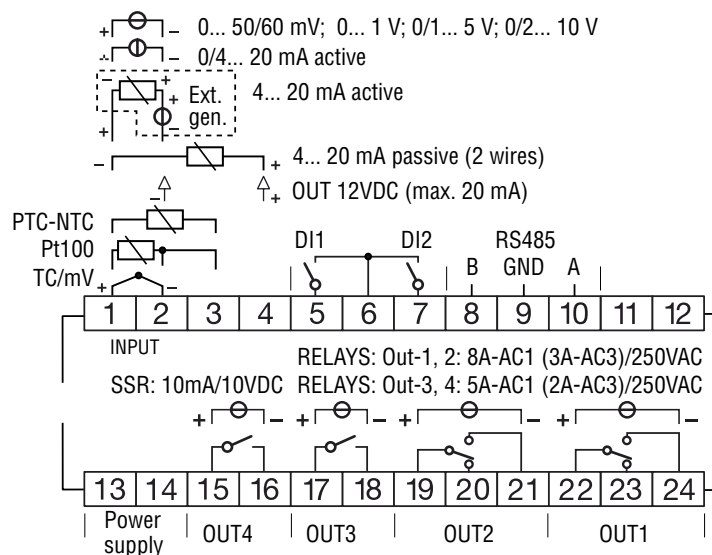 + – 0... 50/60 mV; 0... 1 V; 0/1... 5 V; 0/2... 10 V
+ – 0/4... 20 mA active
– + + Ext. gen. 4... 20 mA active
+ –
– + 4... 20 mA passive (2 wires)
– + OUT 12VDC (max. 20 mA)
PTC-NTC
Pt100
TC/mV + –
DI1 DI2
RS485
B GND A
1 2 3 4 5 6 7 8 9 10 11 12
INPUT
RELAYS: Out-1, 2: 8A-AC1 (3A-AC3)/250VAC
SSR: 10mA/10VDC RELAYS: Out-3, 4: 5A-AC1 (2A-AC3)/250VAC
+ – + – + – + –
13 14 15 16 17 18 19 20 21 22 23 24
Power supply OUT4 OUT3 OUT2 OUT1